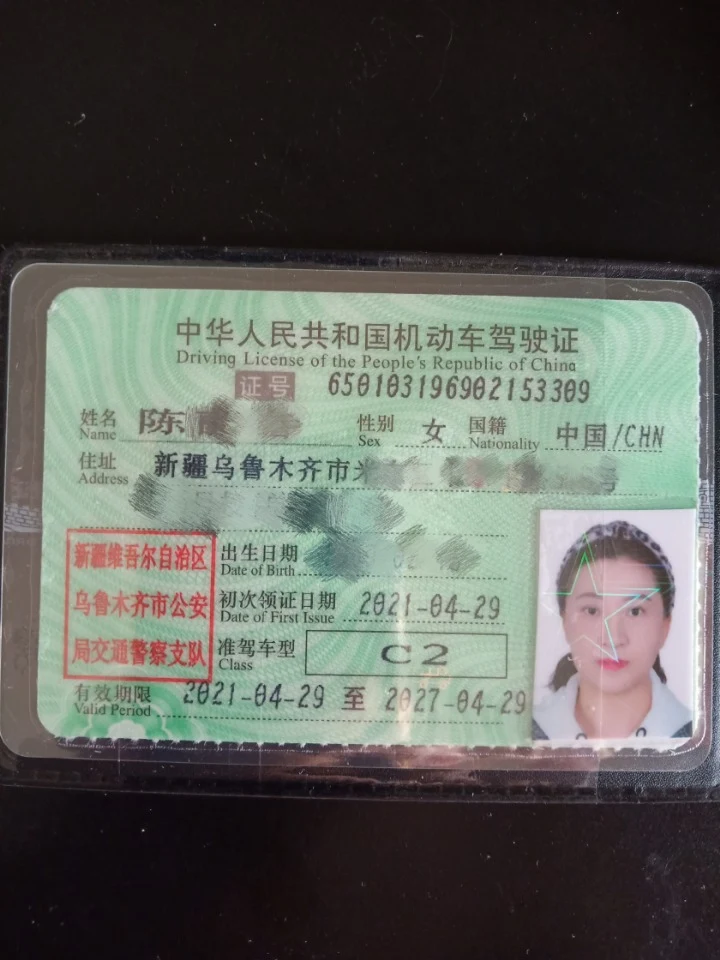 中华人民共和国机动车驾驶证
Driving License of the People's Republic of China
证号 650103196902153309
姓名 陈 性别 女 国籍 中国/CHN
Name Sex Nationality
住址 新疆乌鲁木齐市
Address
新疆维吾尔自治区
乌鲁木齐市公安
局交通警察支队
出生日期
Date of Birth
初次领证日期 2021-04-29
Date of First Issue
准驾车型 C2
Class
有效期限 2021-04-29 至 2027-04-29
Valid Period